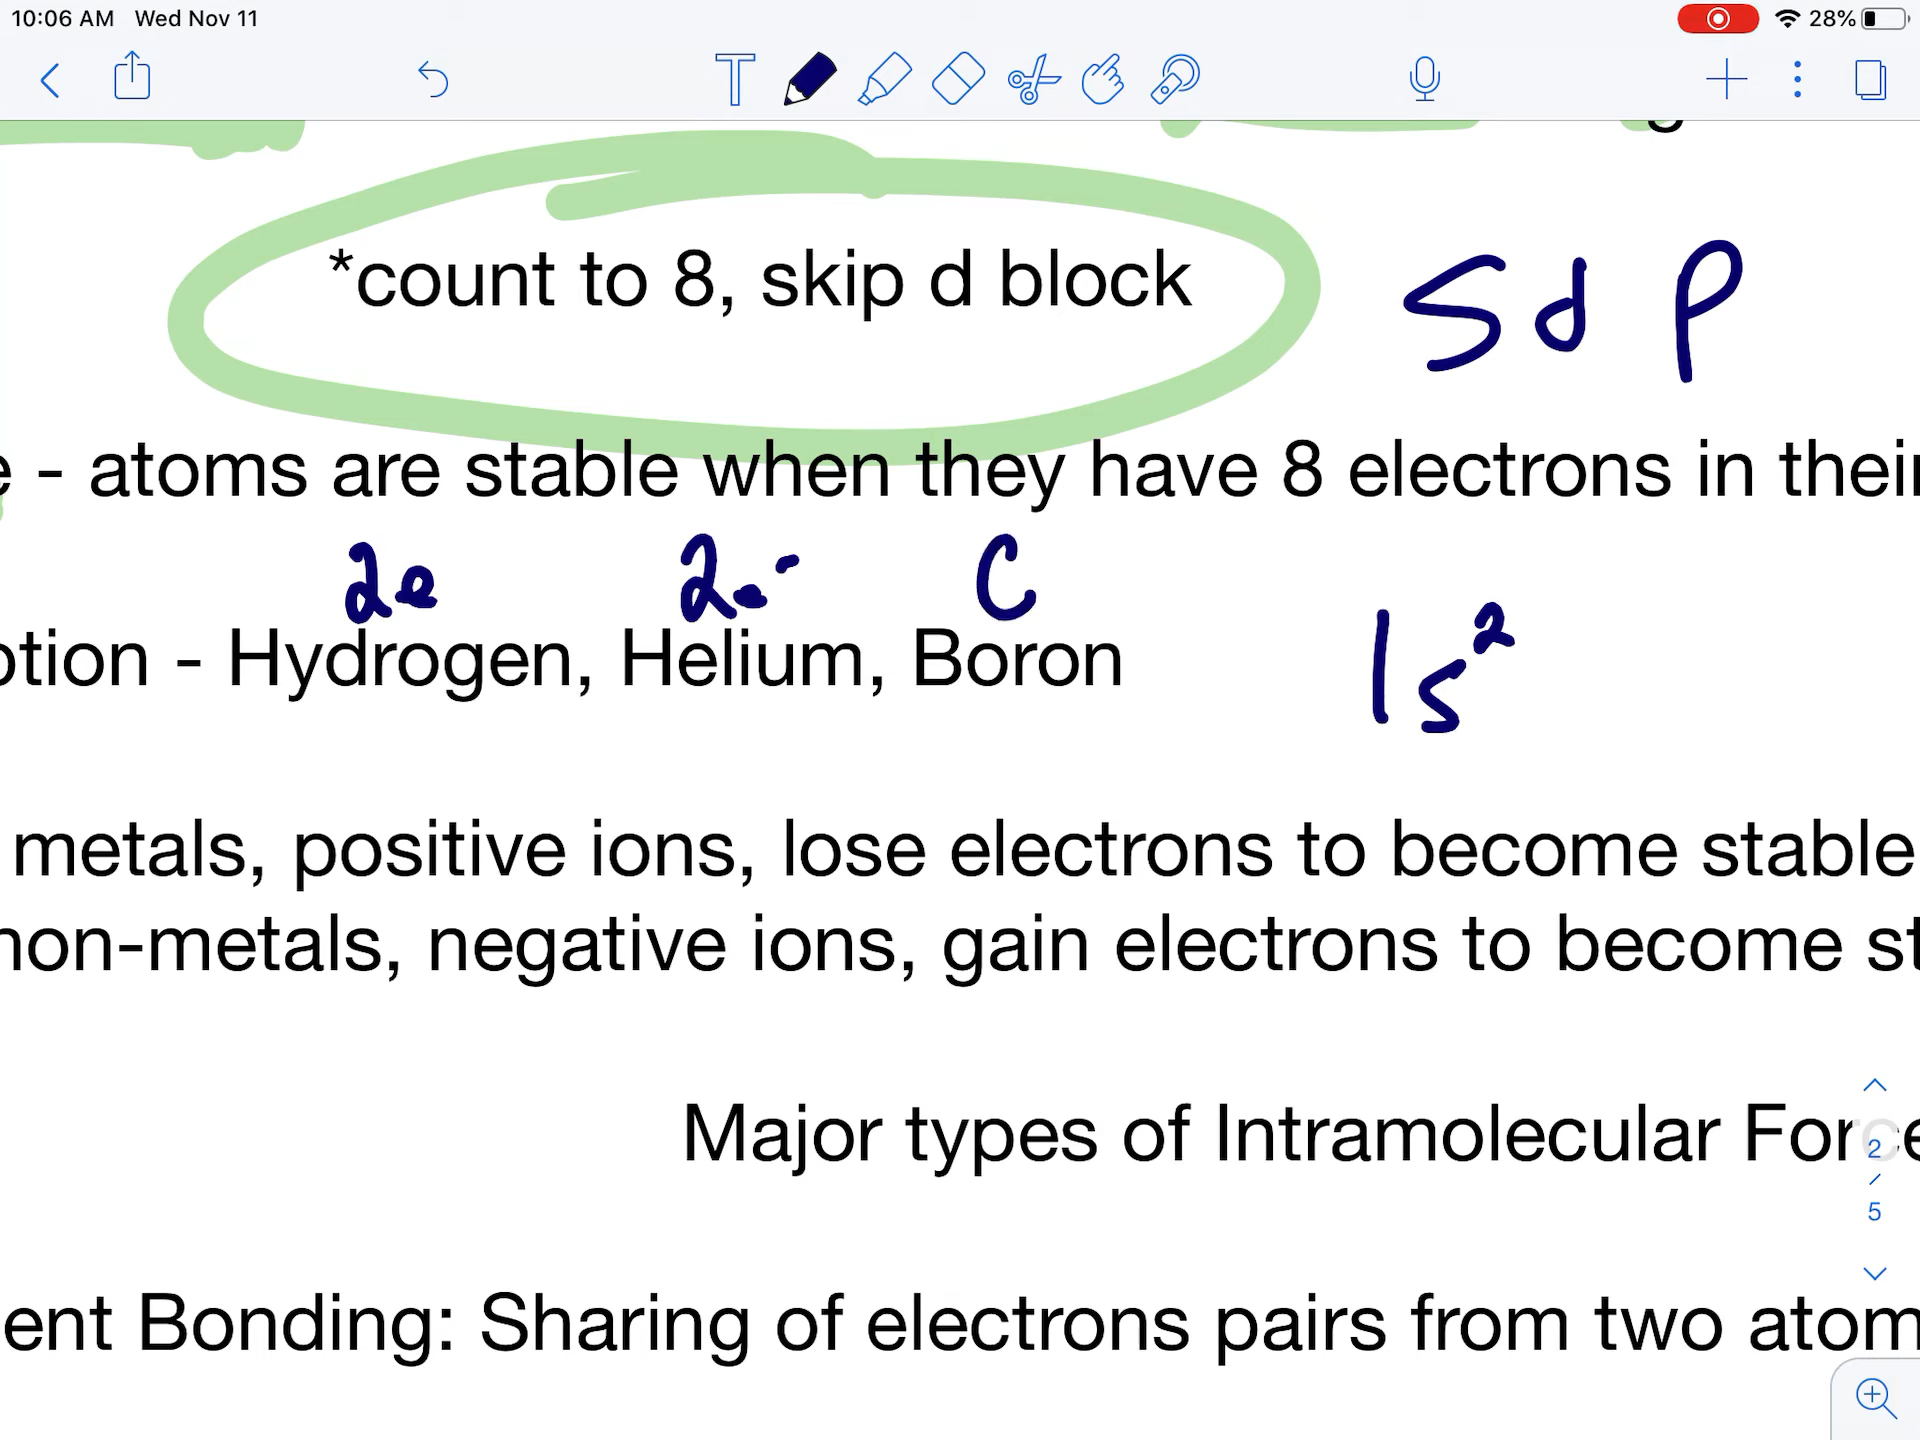 10:06 AM Wed Nov 11 28%
T
*count to 8, skip d block
s d p
e - atoms are stable when they have 8 electrons in their
2e 2e- C
otion - Hydrogen, Helium, Boron
1s²
metals, positive ions, lose electrons to become stable
non-metals, negative ions, gain electrons to become st
Major types of Intramolecular Force
2
/
5
ent Bonding: Sharing of electrons pairs from two atom